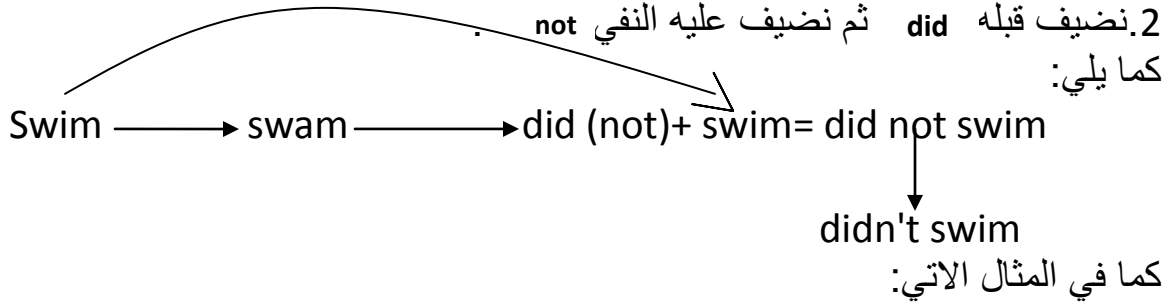 2.نضيف قبله did ثم نضيف عليه النفي not .
كما يلي:
Swim swam did (not)+ swim= did not swim
didn't swim
كما في المثال الاتي: